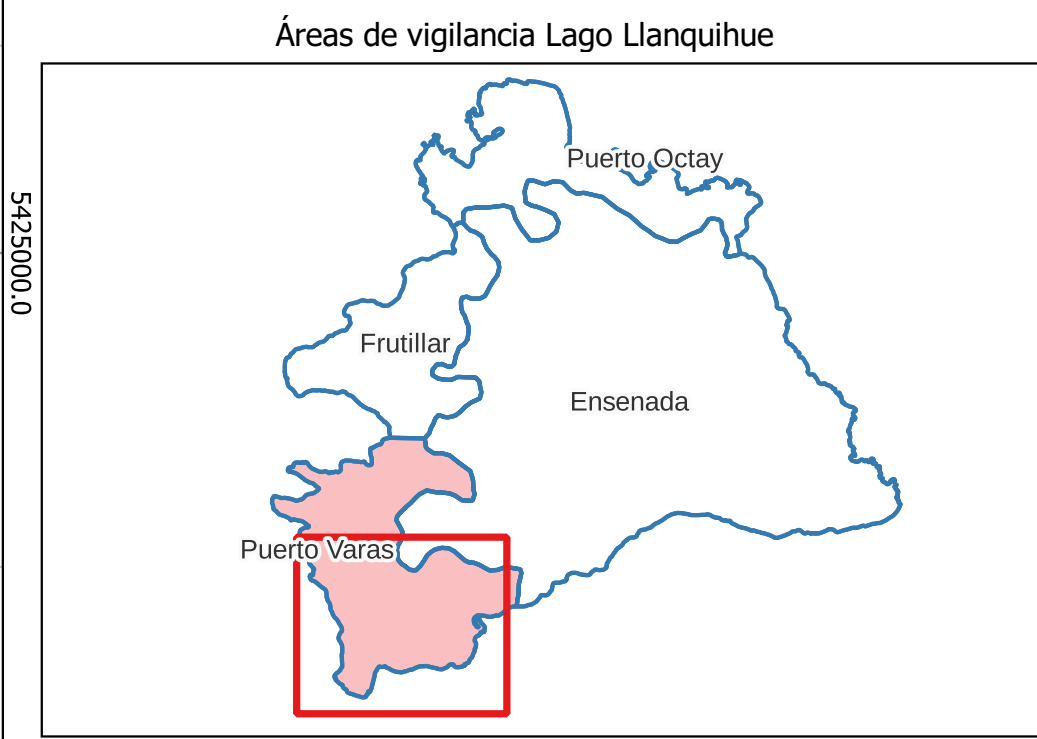 Áreas de vigilancia Lago Llanquihue
5425000.0
Puerto Octay
Frutillar
Ensenada
Puerto Varas